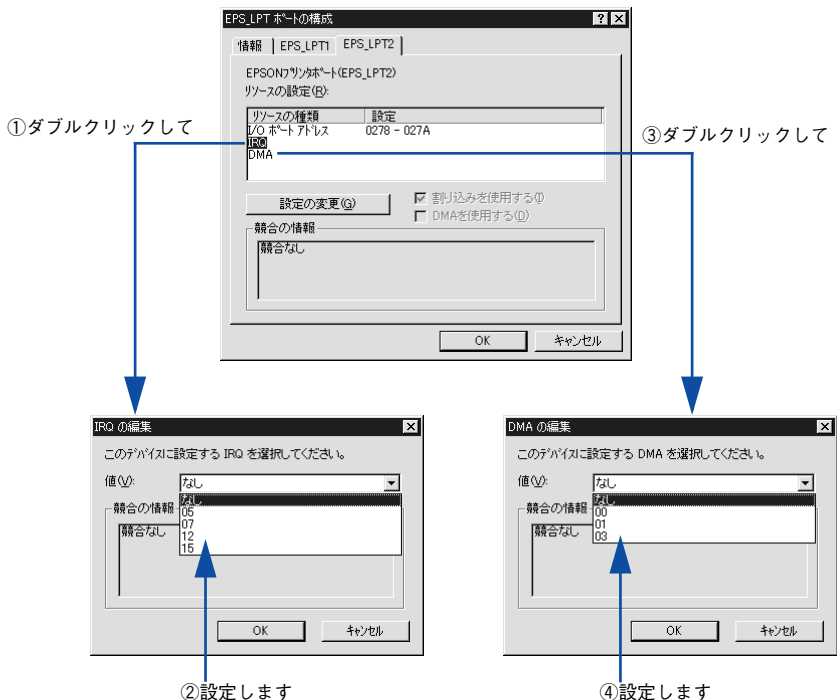 EPS_LPT ポートの構成
情報 EPS_LPT1 EPS_LPT2
EPSONプリンタポート(EPS_LPT2)
リソースの設定(R):
リソースの種類 設定
I/O ポート アドレス 0278 - 027A
IRQ
DMA
①ダブルクリックして
③ダブルクリックして
設定の変更(G)
割り込みを使用する(I)
DMAを使用する(D)
競合の情報
競合なし
OK キャンセル
IRQ の編集
このデバイスに設定する IRQ を選択してください。
値(V): なし
なし
05
07
12
15
競合の情報
競合なし
OK キャンセル
②設定します
DMA の編集
このデバイスに設定する DMA を選択してください。
値(V): なし
なし
00
01
03
競合の情報
競合なし
OK キャンセル
④設定します